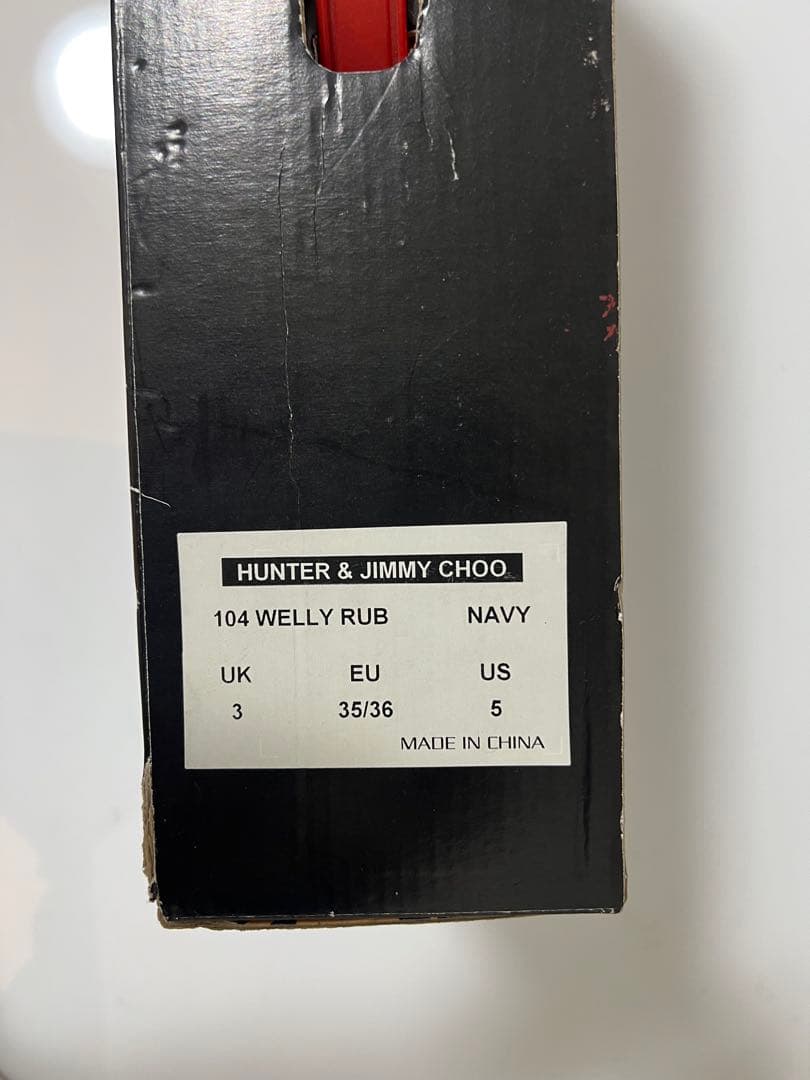 HUNTER & JIMMY CHOO
104 WELLY RUB NAVY
UK EU US
3 35/36 5
MADE IN CHINA